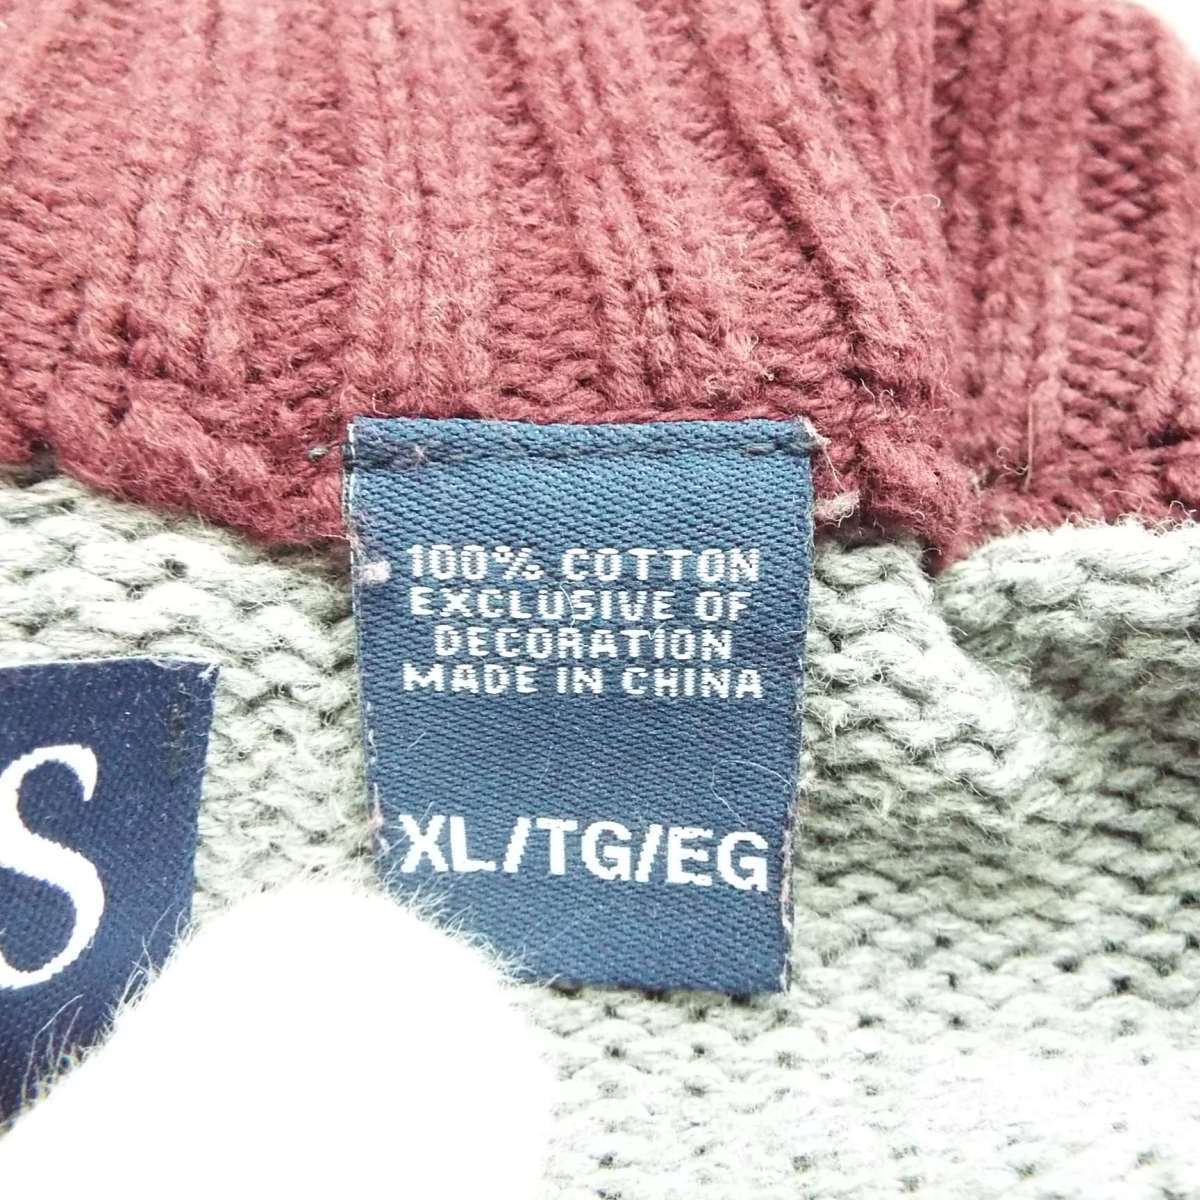 100% COTTON
EXCLUSIVE OF
DECORATION
MADE IN CHINA
XL/TG/EG
S